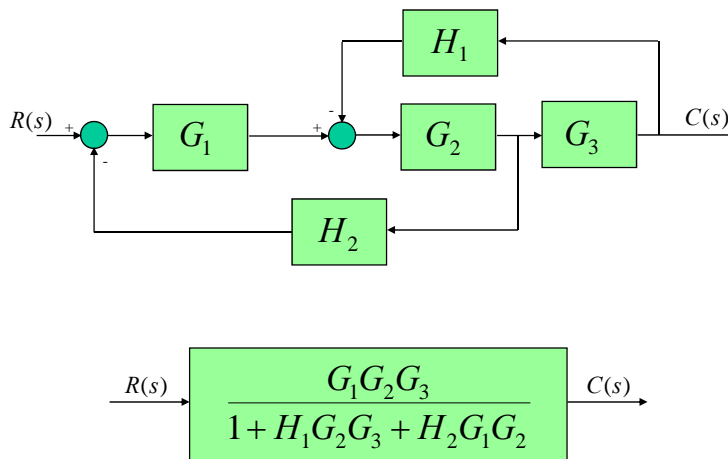 H₁
-
R(s) + G₁ + G₂ G₃ C(s)
-
H₂
R(s) G₁G₂G₃ C(s)
1 + H₁G₂G₃ + H₂G₁G₂